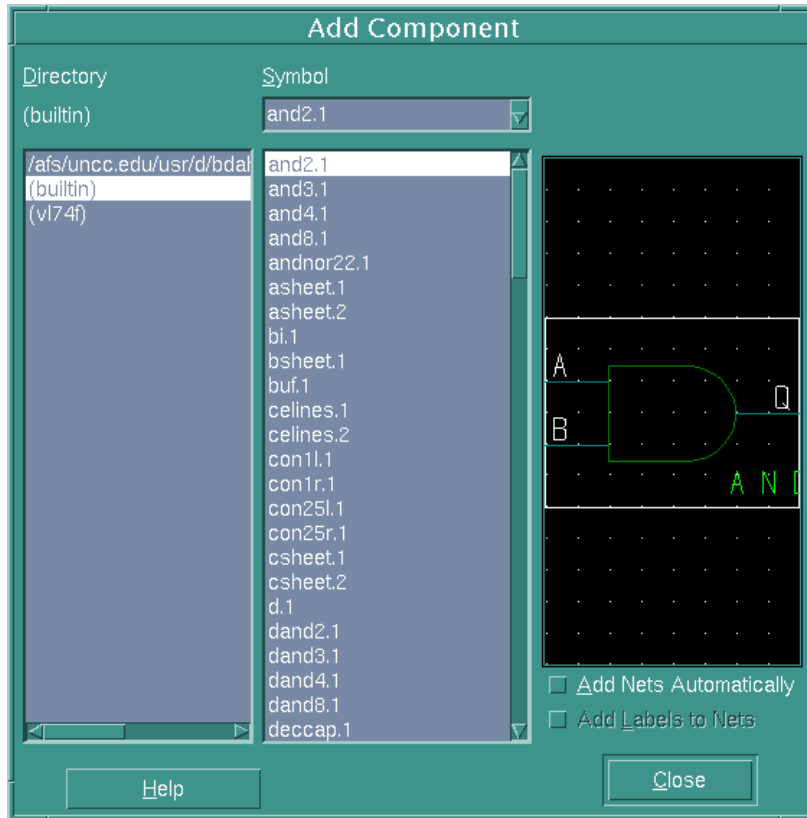 Add Component
Directory
Symbol
(builtin)
and2.1
/afs/uncc.edu/usr/d/bdah
(builtin)
(vl74f)
and2.1
and3.1
and4.1
and8.1
andnor22.1
asheet.1
asheet.2
bi.1
bsheet.1
buf.1
celines.1
celines.2
con1l.1
con1r.1
con25l.1
con25r.1
csheet.1
csheet.2
d.1
dand2.1
dand3.1
dand4.1
dand8.1
deccap.1
A
B
Q
A N D
Add Nets Automatically
Add Labels to Nets
Help
Close